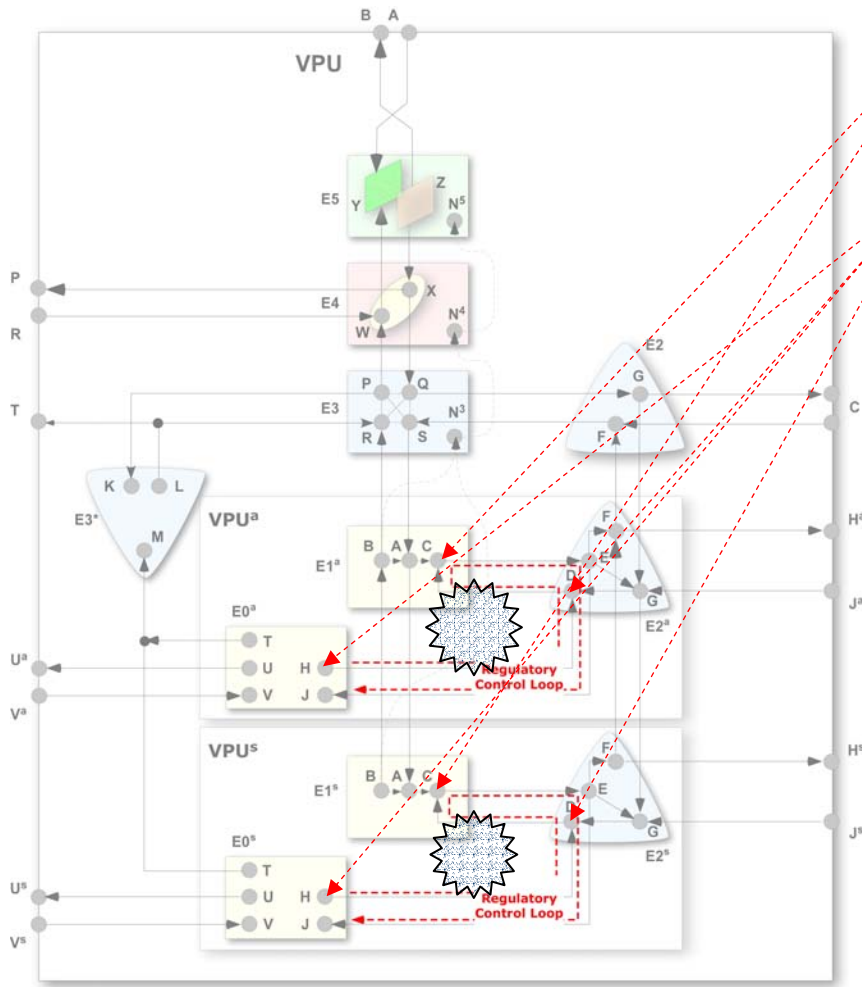 B A
VPU
E5
Y
Z
N⁵
P
E4
X
R
W
N⁴
E2
P Q
G
E3
T
C
N³
R S
F
K L
E3*
M
VPUᵃ
F
Hᵃ
B A C
E
E1ᵃ
D
Jᵃ
G
E0ᵃ
E2ᵃ
T
Uᵃ
U H
Regulatory
Control Loop
V J
Vᵃ
VPUˢ
F
Hˢ
B A C
E
E1ˢ
D
Jˢ
G
E0ˢ
E2ˢ
T
Uˢ
U H
Regulatory
Control Loop
V J
Vˢ